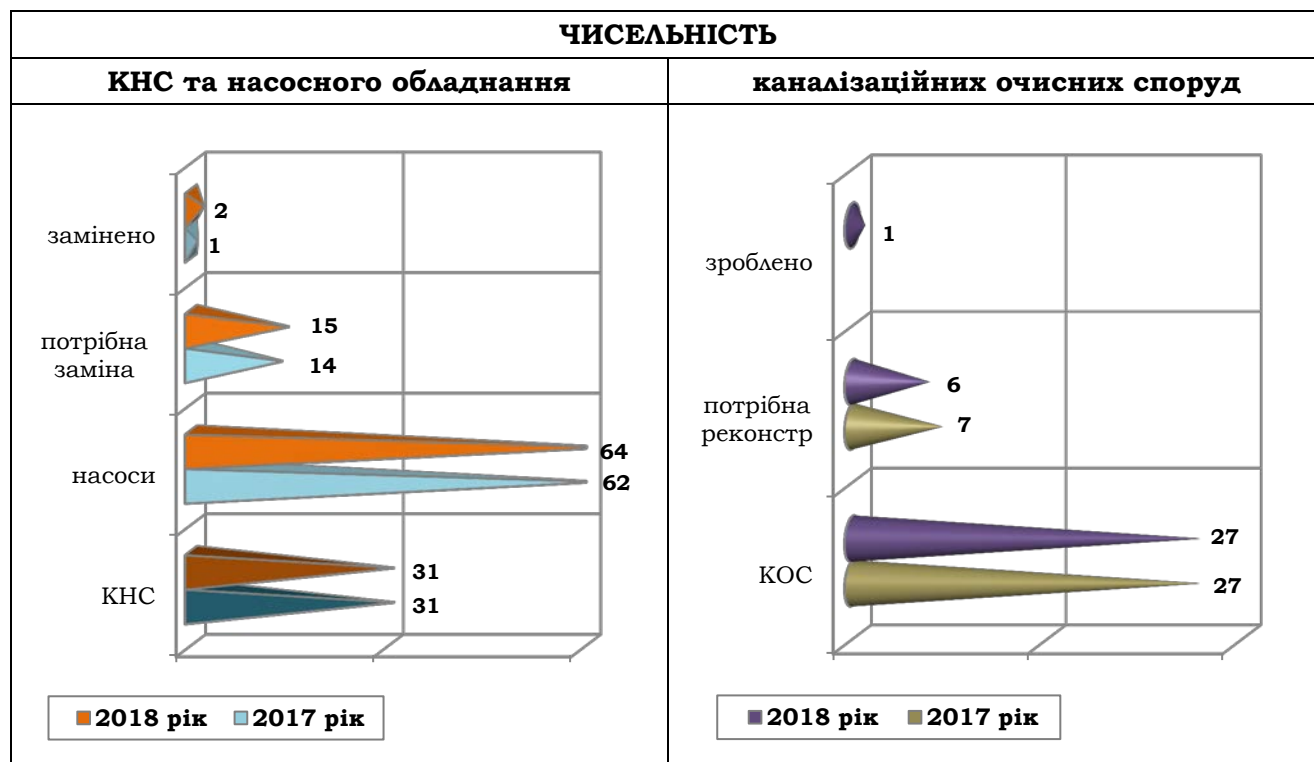 ЧИСЕЛЬНІСТЬ
КНС та насосного обладнання
каналізаційних очисних споруд
замінено
2
1
потрібна
заміна
15
14
насоси
64
62
КНС
31
31
2018 рік 2017 рік
зроблено
1
потрібна
реконстр
6
7
КОС
27
27
2018 рік 2017 рік